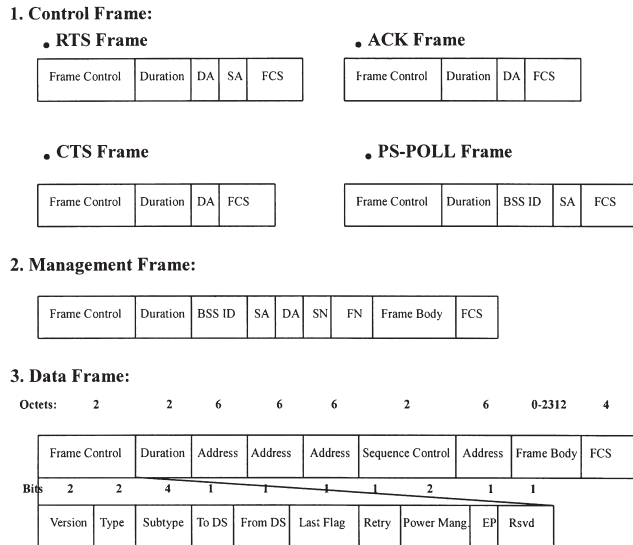 1. Control Frame:
• RTS Frame
• ACK Frame
Frame Control Duration DA SA FCS
Frame Control Duration DA FCS
• CTS Frame
• PS-POLL Frame
Frame Control Duration DA FCS
Frame Control Duration BSS ID SA FCS
2. Management Frame:
Frame Control Duration BSS ID SA DA SN FN Frame Body FCS
3. Data Frame:
Octets: 2 2 6 6 6 2 6 0-2312 4
Frame Control Duration Address Address Address Sequence Control Address Frame Body FCS
Bits 2 2 4 1 1 1 1 2 1 1
Version Type Subtype To DS From DS Last Flag Retry Power Mang. EP Rsvd